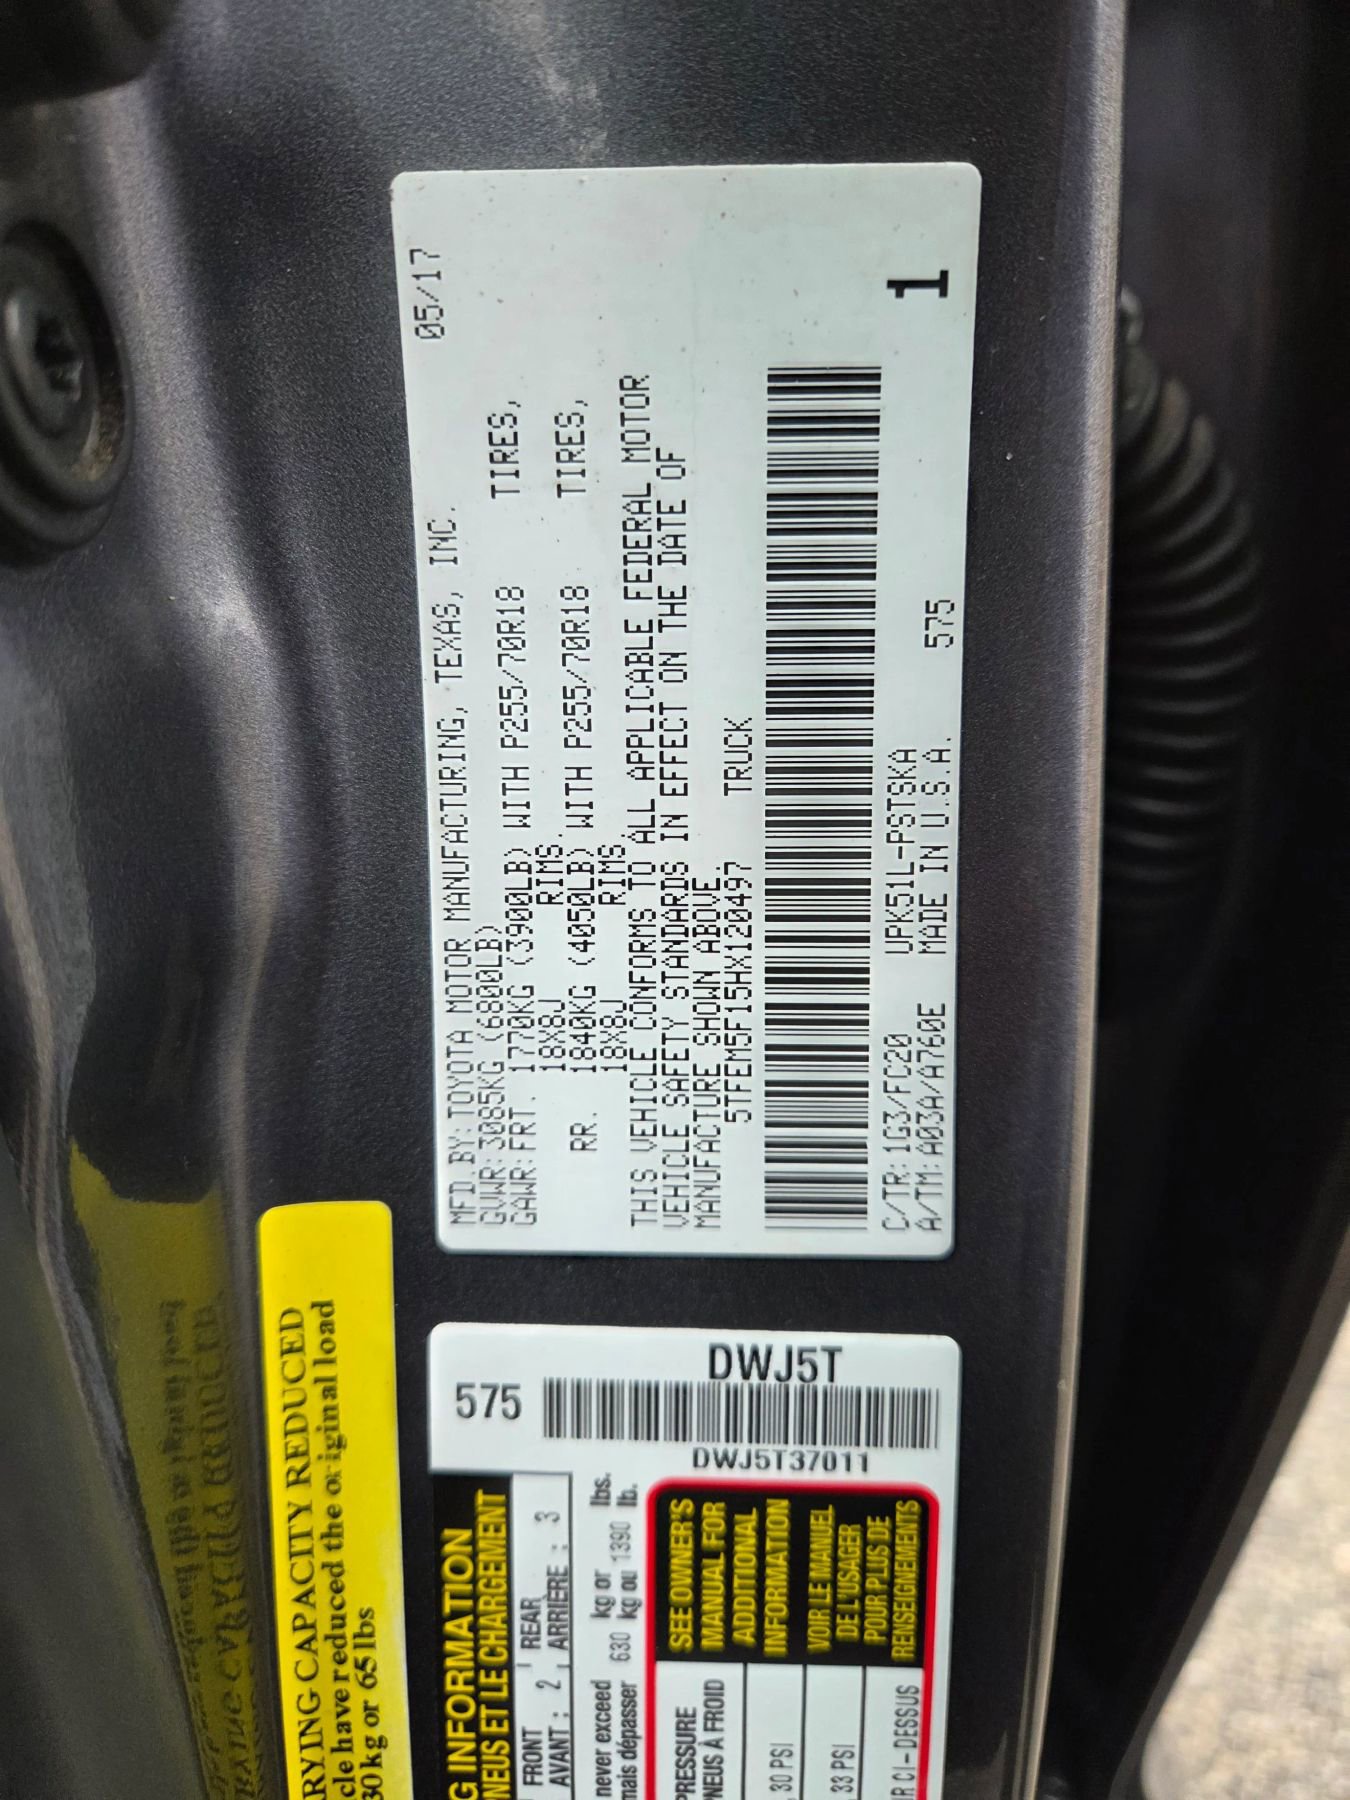 MFD.BY:TOYOTA MOTOR MANUFACTURING, TEXAS, INC. 05/17
GVWR:3085KG (6800LB)
GAWR:FRT. 1770KG (3900LB) WITH P255/70R18 TIRES,
18X8J RIMS.
RR. 1840KG (4050LB) WITH P255/70R18 TIRES,
18X8J RIMS.
THIS VEHICLE CONFORMS TO ALL APPLICABLE FEDERAL MOTOR
VEHICLE SAFETY STANDARDS IN EFFECT ON THE DATE OF
MANUFACTURE SHOWN ABOVE
5TFEM5F15HX120497 TRUCK
C/TR:1G3/FC20 UPK51L-PSTSKA 1
A/TM:A03A/A760E MADE IN U.S.A. 575
RYING CAPACITY REDUCED
cle have reduced the original load
30 kg or 65 lbs
575
DWJ5T
DWJ5T37011
G INFORMATION
NEUS ET LE CHARGEMENT
FRONT 2 REAR 3
AVANT : ARRIÈRE :
never exceed 630 kg or 1390 lbs.
mais dépasser kg ou lb.
PRESSURE
PNEUS À FROID
, 30 PSI
, 33 PSI
IR CI-DESSUS
SEE OWNER'S
MANUAL FOR
ADDITIONAL
INFORMATION
VOIR LE MANUEL
DE L'USAGER
POUR PLUS DE
RENSEIGNEMENTS